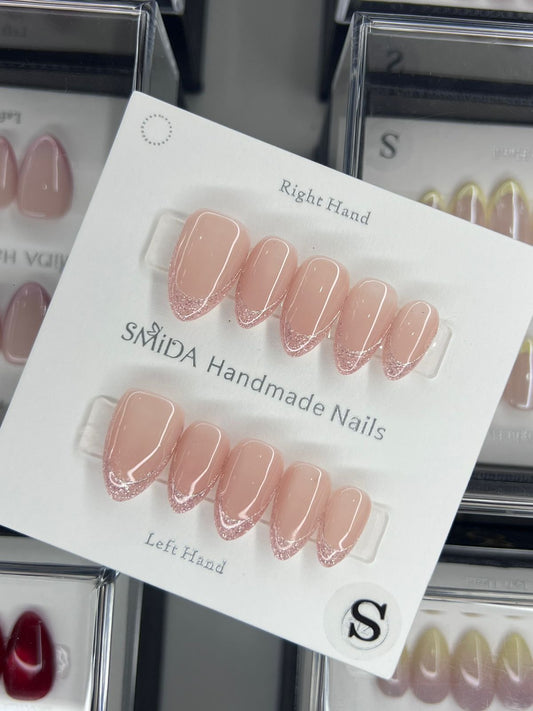 Right Hand
SMiDA Handmade Nails
Left Hand
S
S